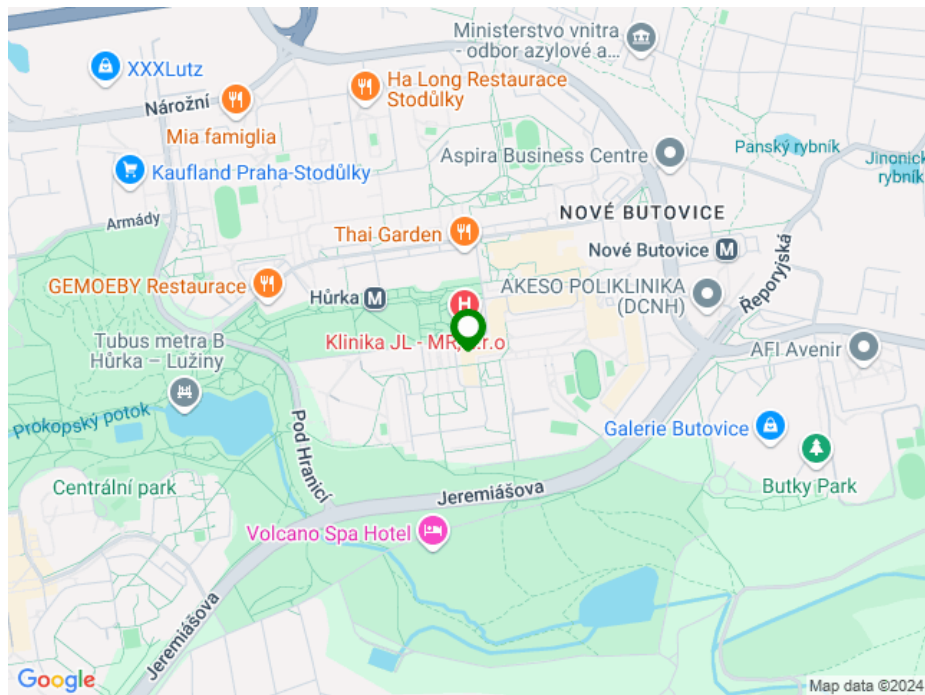 Ministerstvo vnitra
- odbor azylové a...
XXXLutz
Ha Long Restaurace
Stodůlky
Nárožní
Mia famiglia
Aspira Business Centre
Panský rybník
Jinonick
rybník
Kaufland Praha-Stodůlky
Armády
NOVÉ BUTOVICE
Thai Garden
Nové Butovice M
Řeporyjská
GEMOEBY Restaurace
Hůrka M
H
AKESO POLIKLINIKA
(DCNH)
Klinika JL - MR, s.r.o
Tubus metra B
Hůrka – Lužiny
AFI Avenir
Prokopský potok
Pod Hranicí
Galerie Butovice
Centrální park
Jeremiášova
Butky Park
Volcano Spa Hotel
Jeremiášova
Google
Map data ©2024